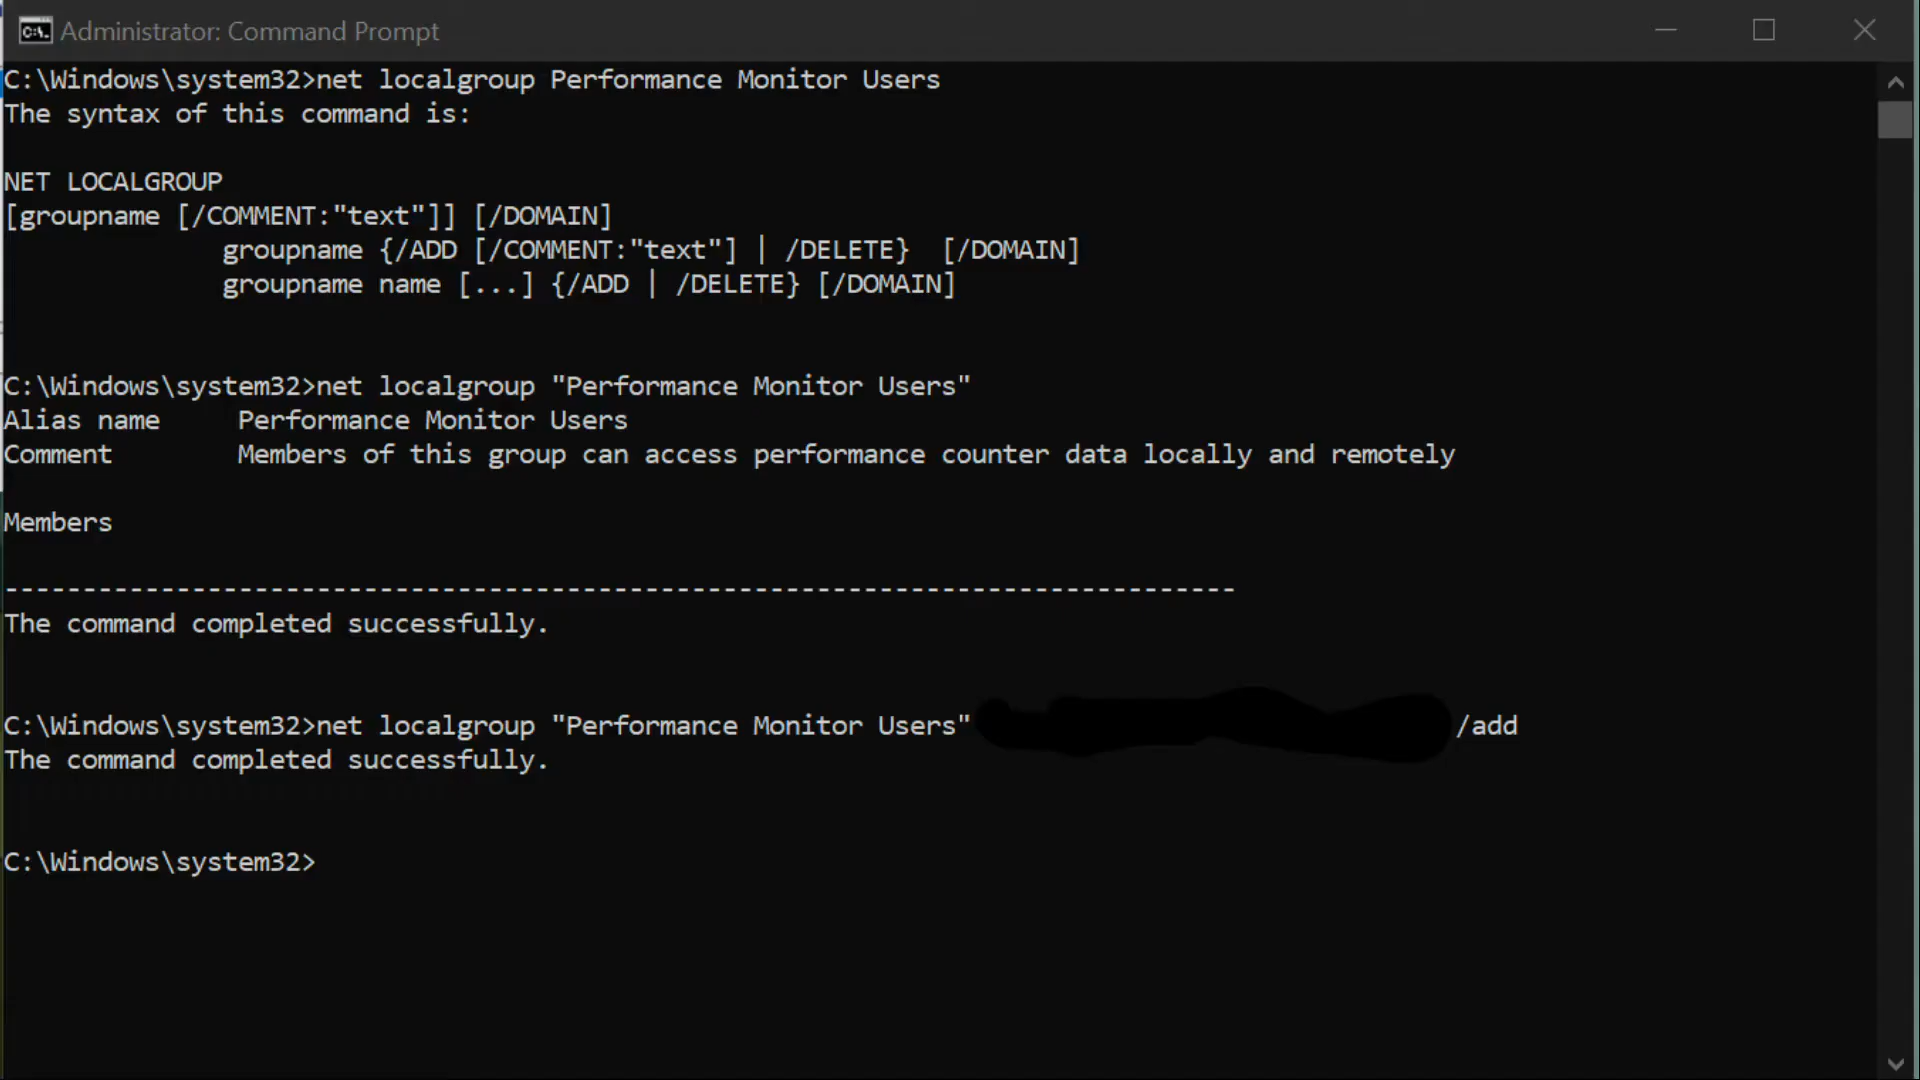 Administrator: Command Prompt
C:\Windows\system32>net localgroup Performance Monitor Users
The syntax of this command is:
NET LOCALGROUP
[groupname [/COMMENT:"text"]] [/DOMAIN]
groupname {/ADD [/COMMENT:"text"] | /DELETE}  [/DOMAIN]
groupname name [...] {/ADD | /DELETE} [/DOMAIN]
C:\Windows\system32>net localgroup "Performance Monitor Users"
Alias name     Performance Monitor Users
Comment        Members of this group can access performance counter data locally and remotely
Members
-------------------------------------------------------------------------------
The command completed successfully.
C:\Windows\system32>net localgroup "Performance Monitor Users" /add
The command completed successfully.
C:\Windows\system32>